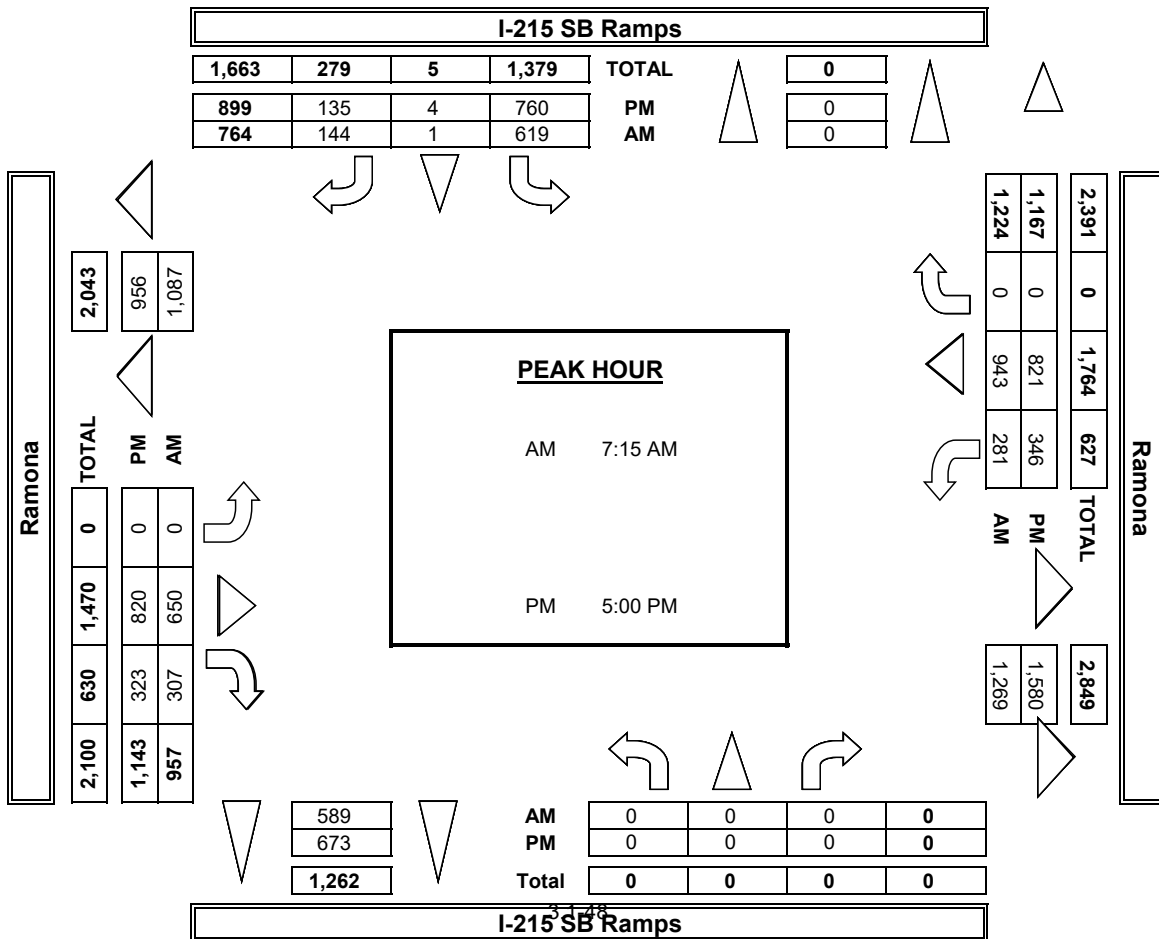 I-215 SB Ramps
1,663 279 5 1,379 TOTAL 0
899 135 4 760 PM 0
764 144 1 619 AM 0
Ramona
2,043
956
1,087
TOTAL PM AM
0 0 0
1,470 820 650
630 323 307
2,100 1,143 957
PEAK HOUR
AM 7:15 AM
PM 5:00 PM
1,224 1,167 2,391
0 0 0
943 821 1,764
281 346 627
AM PM TOTAL
1,269 1,580 2,849
Ramona
589 AM 0 0 0 0
673 PM 0 0 0 0
1,262 Total 0 0 0 0
3.1-48
I-215 SB Ramps